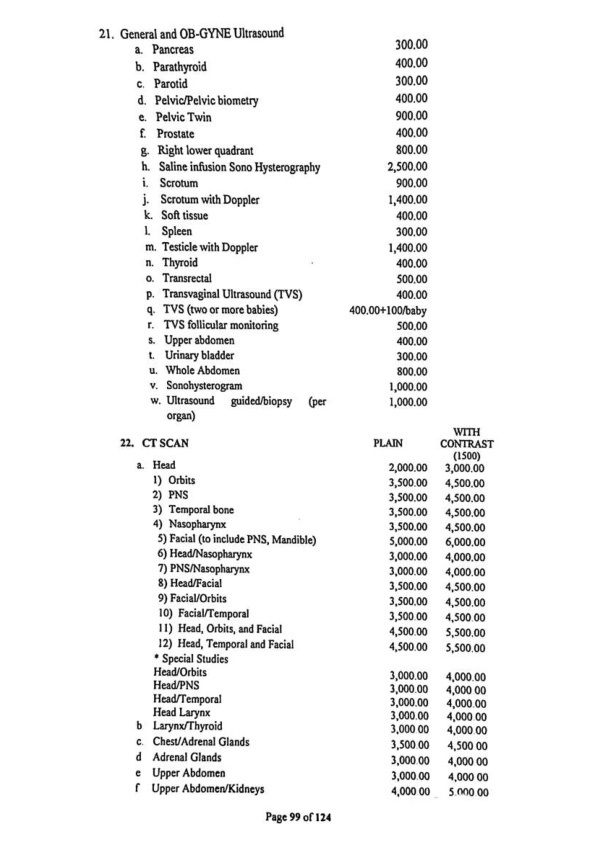 21. General and OB-GYNE Ultrasound
a. Pancreas 300.00
b. Parathyroid 400.00
c. Parotid 300.00
d. Pelvic/Pelvic biometry 400.00
e. Pelvic Twin 900.00
f. Prostate 400.00
g. Right lower quadrant 800.00
h. Saline infusion Sono Hysterography 2,500.00
i. Scrotum 900.00
j. Scrotum with Doppler 1,400.00
k. Soft tissue 400.00
l. Spleen 300.00
m. Testicle with Doppler 1,400.00
n. Thyroid 400.00
o. Transrectal 500.00
p. Transvaginal Ultrasound (TVS) 400.00
q. TVS (two or more babies) 400.00+100/baby
r. TVS follicular monitoring 500.00
s. Upper abdomen 400.00
t. Urinary bladder 300.00
u. Whole Abdomen 800.00
v. Sonohysterogram 1,000.00
w. Ultrasound guided/biopsy (per 1,000.00
organ)
22. CT SCAN PLAIN WITH
CONTRAST
(1500)
a. Head 2,000.00 3,000.00
1) Orbits 3,500.00 4,500.00
2) PNS 3,500.00 4,500.00
3) Temporal bone 3,500.00 4,500.00
4) Nasopharynx 3,500.00 4,500.00
5) Facial (to include PNS, Mandible) 5,000.00 6,000.00
6) Head/Nasopharynx 3,000.00 4,000.00
7) PNS/Nasopharynx 3,000.00 4,000.00
8) Head/Facial 3,500.00 4,500.00
9) Facial/Orbits 3,500.00 4,500.00
10) Facial/Temporal 3,500.00 4,500.00
11) Head, Orbits, and Facial 4,500.00 5,500.00
12) Head, Temporal and Facial 4,500.00 5,500.00
* Special Studies
Head/Orbits 3,000.00 4,000.00
Head/PNS 3,000.00 4,000 00
Head/Temporal 3,000.00 4,000.00
Head Larynx 3,000.00 4,000 00
b Larynx/Thyroid 3,000 00 4,000 00
c. Chest/Adrenal Glands 3,500.00 4,500 00
d Adrenal Glands 3,000.00 4,000 00
e Upper Abdomen 3,000.00 4,000 00
f Upper Abdomen/Kidneys 4,000 00 5.000 00
Page 99 of 124